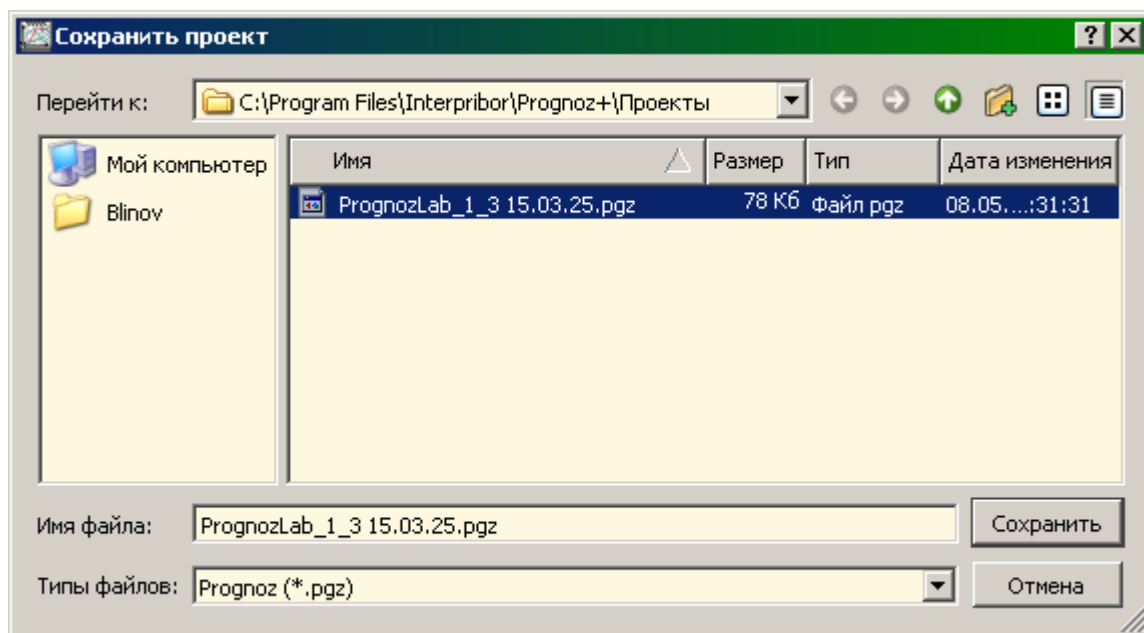 Сохранить проект
Перейти к: C:\Program Files\Interpribor\Prognoz+\Проекты
Мой компьютер
Blinov
Имя Размер Тип Дата изменения
PrognozLab_1_3 15.03.25.pgz 78 Кб Файл pgz 08.05....:31:31
Имя файла: PrognozLab_1_3 15.03.25.pgz Сохранить
Типы файлов: Prognoz (*.pgz) Отмена